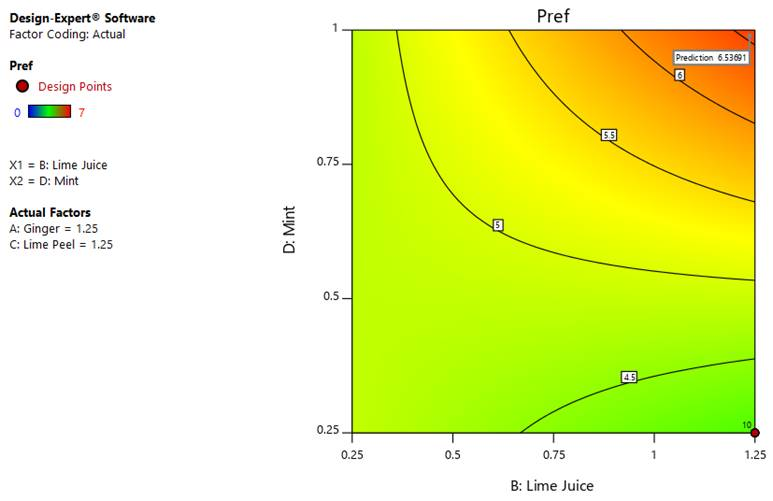 Design-Expert® Software
Factor Coding: Actual
Pref
Design Points
0 7
X1 = B: Lime Juice
X2 = D: Mint
Actual Factors
A: Ginger = 1.25
C: Lime Peel = 1.25
Pref
1
0.75
0.5
0.25
D: Mint
Prediction 6.53691
6
5.5
5
4.5
10
0.25 0.5 0.75 1 1.25
B: Lime Juice